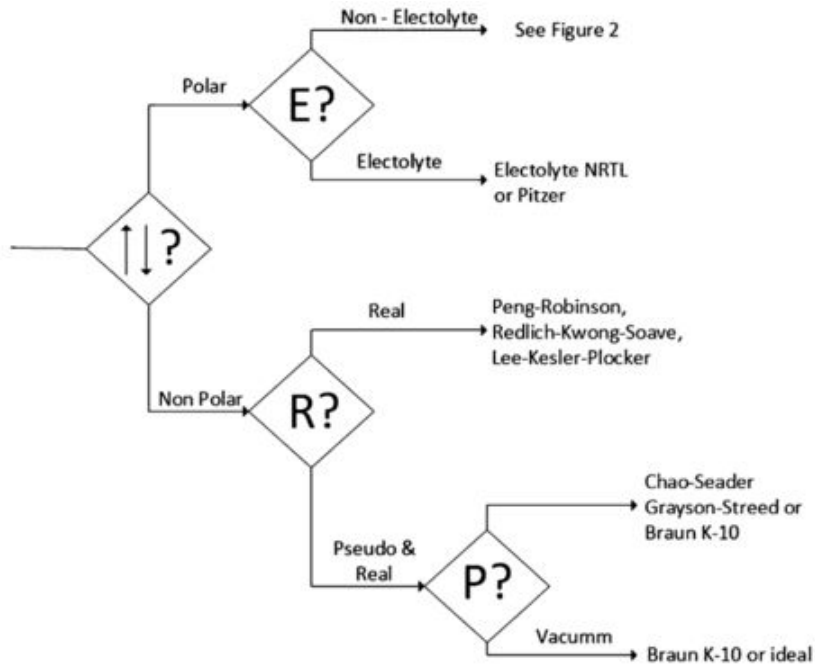 Non - Electolyte
See Figure 2
Polar
E?
Electolyte
Electolyte NRTL
or Pitzer
?
Real
Peng-Robinson,
Redlich-Kwong-Soave,
Lee-Kesler-Plocker
Non Polar
R?
Chao-Seader
Grayson-Streed or
Braun K-10
Pseudo &
Real
P?
Vacumm
Braun K-10 or ideal